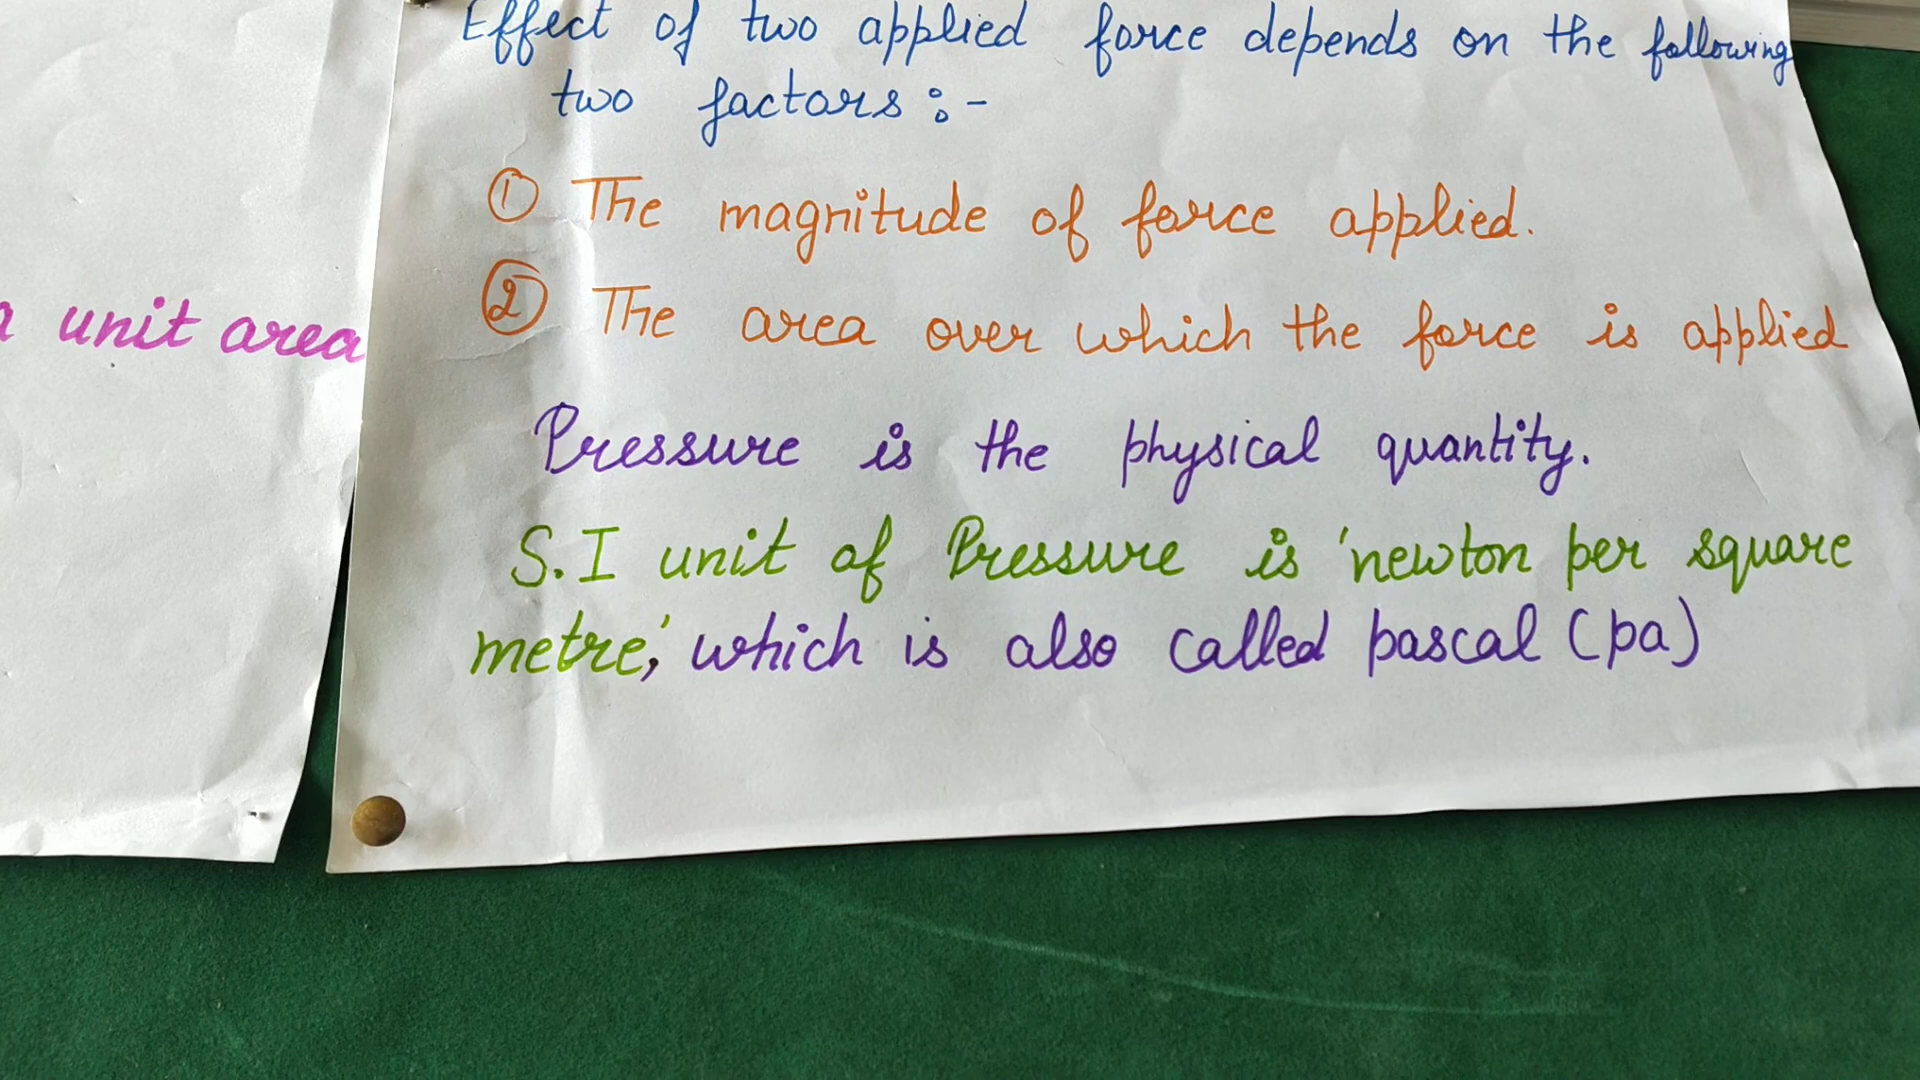 Effect of two applied force depends on the following
two factors :-
① The magnitude of force applied.
② The area over which the force is applied
Pressure is the physical quantity.
S.I unit of Pressure is 'newton per square
metre', which is also called pascal (pa)
unit area